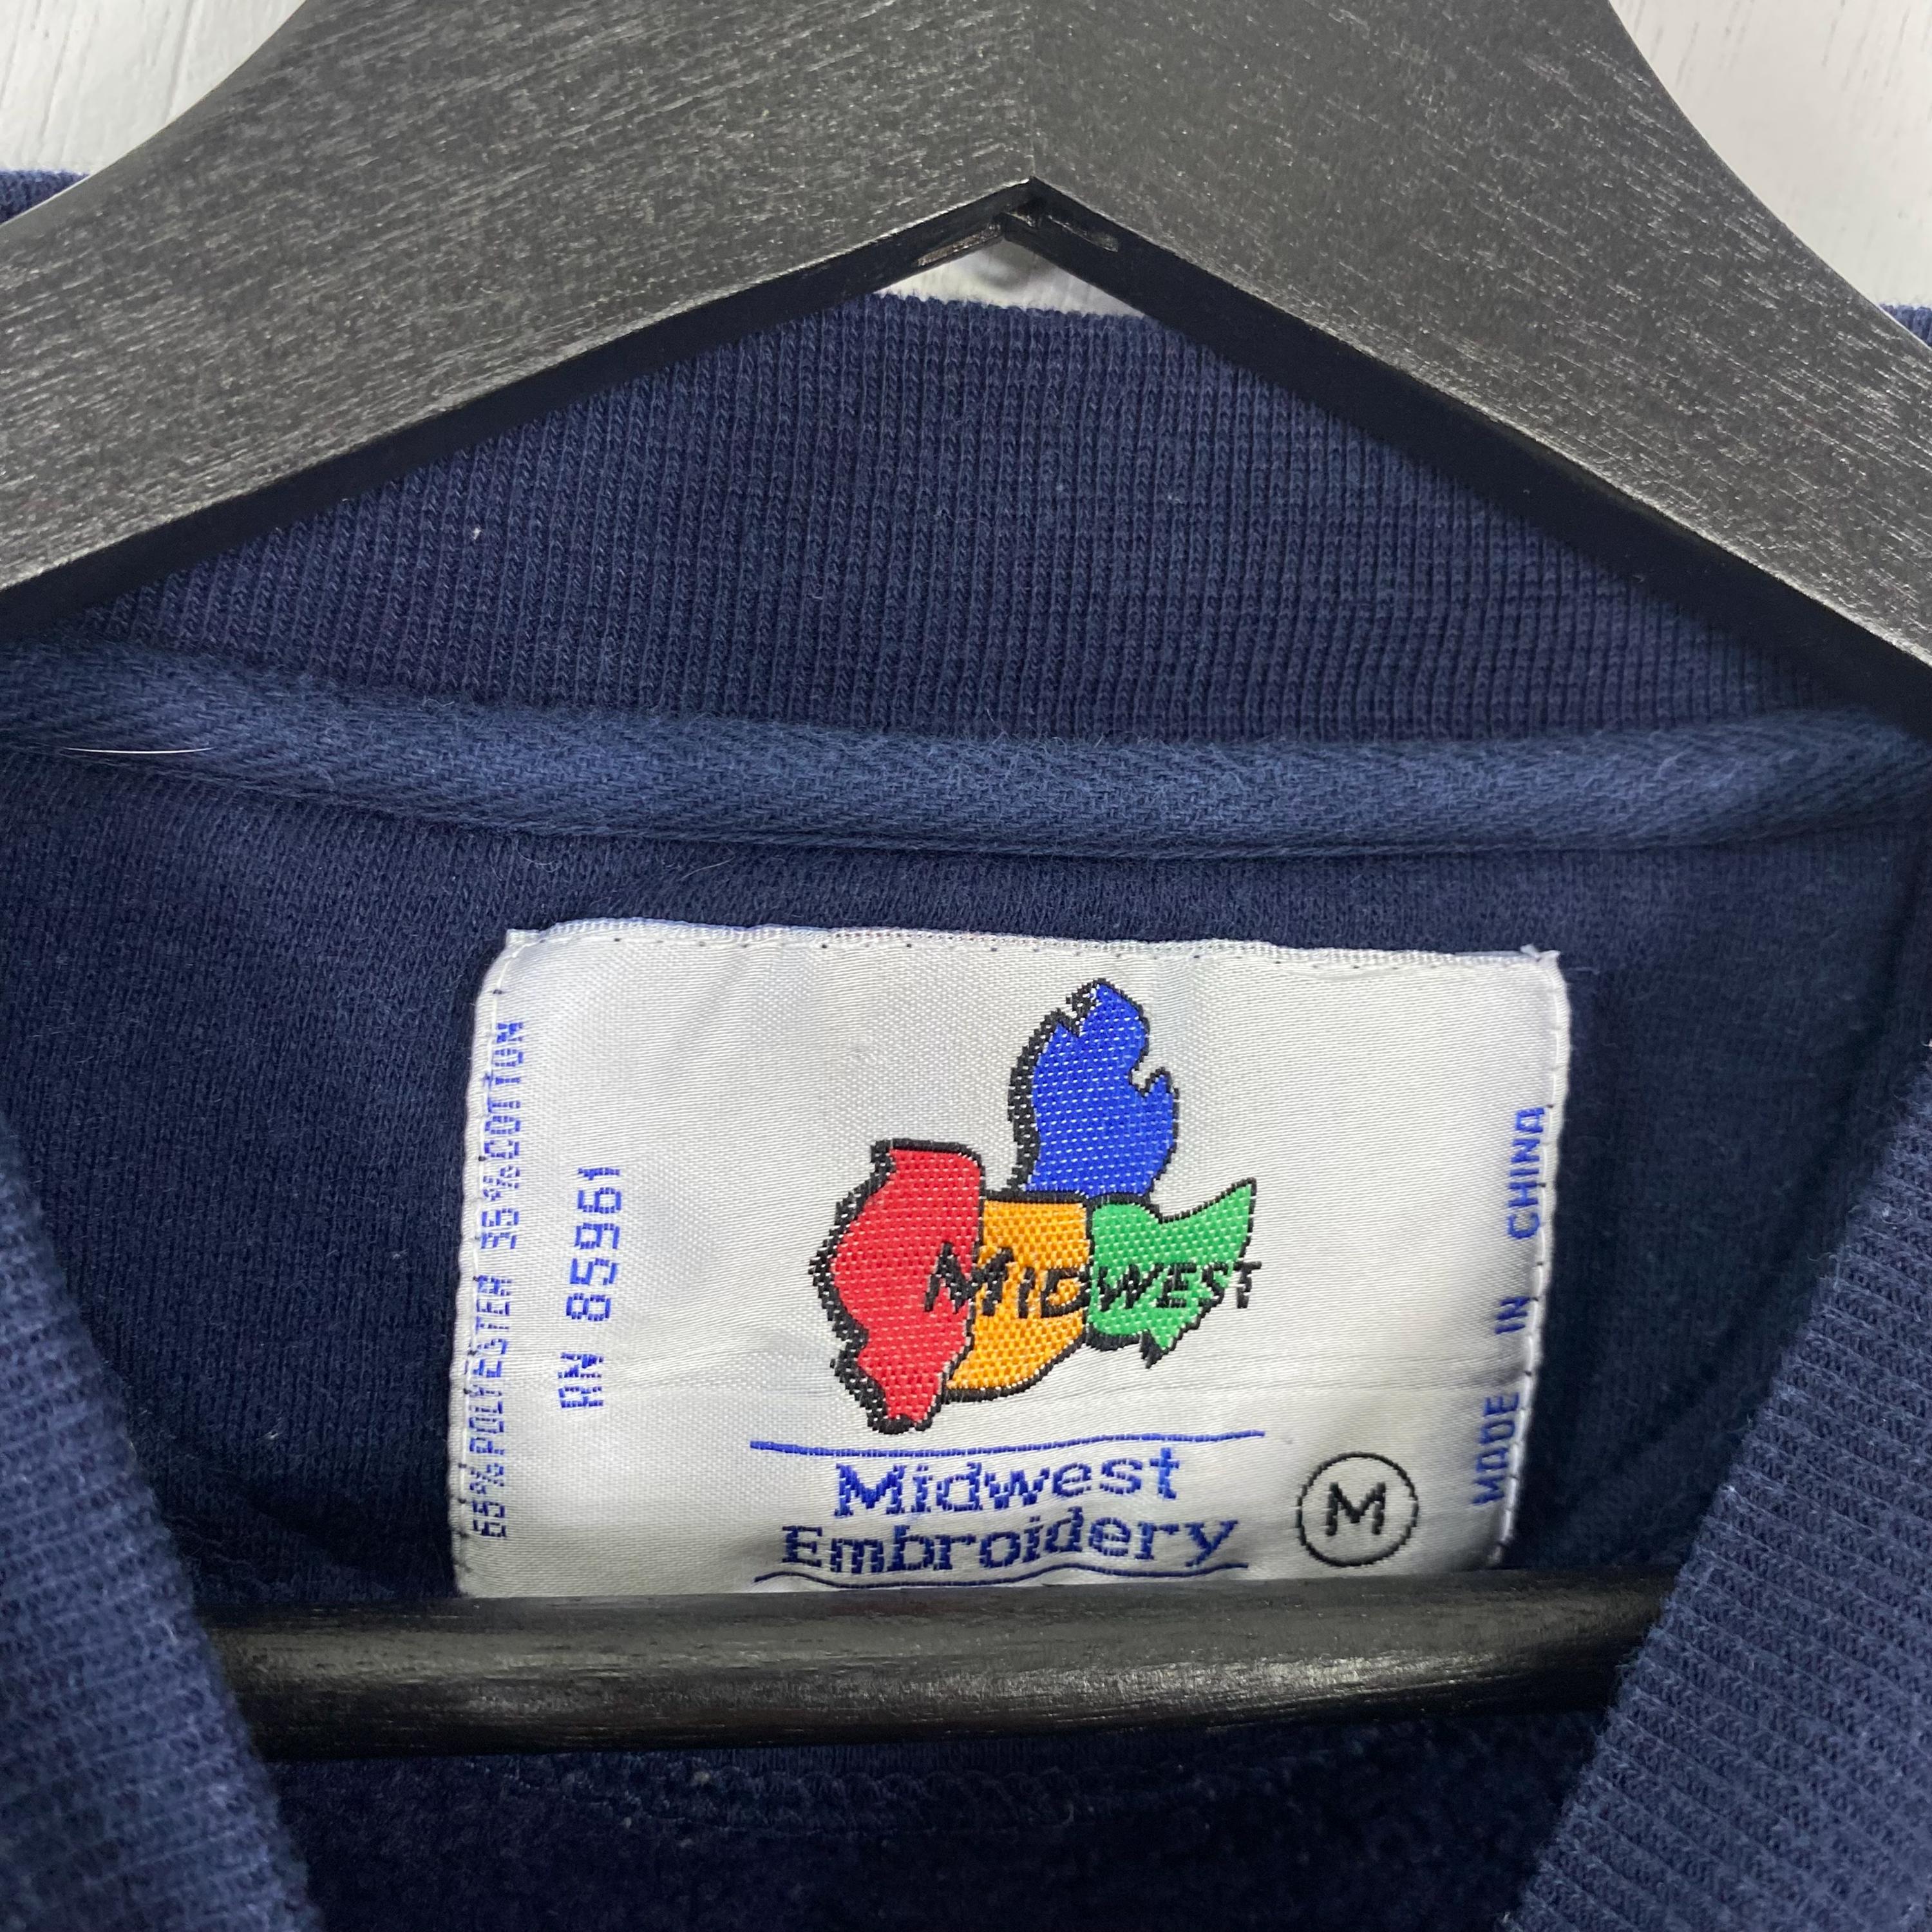 65% POLYESTER 35% COTTON
RN 85961
MIDWEST
Midwest
Embroidery
M
MADE IN CHINA